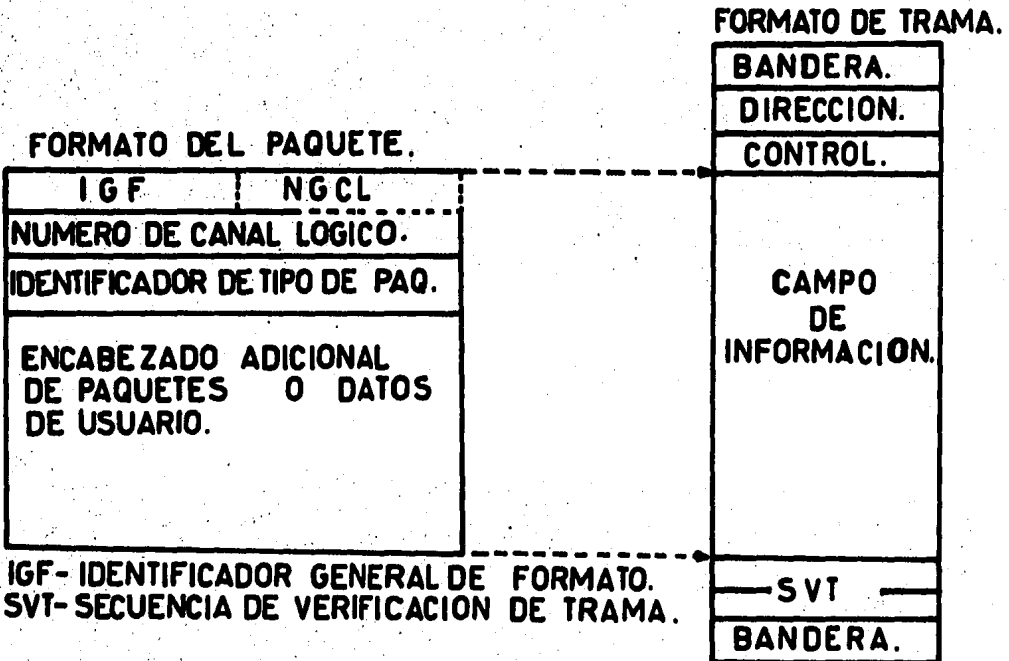 FORMATO DE TRAMA.
BANDERA.
DIRECCION.
CONTROL.
CAMPO
DE
INFORMACION.
SVT
BANDERA.
FORMATO DEL PAQUETE.
IGF NGCL
NUMERO DE CANAL LOGICO.
IDENTIFICADOR DE TIPO DE PAQ.
ENCABEZADO ADICIONAL
DE PAQUETES O DATOS
DE USUARIO.
IGF- IDENTIFICADOR GENERAL DE FORMATO.
SVT- SECUENCIA DE VERIFICACION DE TRAMA.